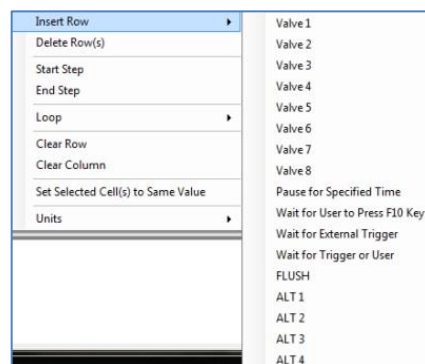 Insert Row
Delete Row(s)
Start Step
End Step
Loop
Clear Row
Clear Column
Set Selected Cell(s) to Same Value
Units
Valve 1
Valve 2
Valve 3
Valve 4
Valve 5
Valve 6
Valve 7
Valve 8
Pause for Specified Time
Wait for User to Press F10 Key
Wait for External Trigger
Wait for Trigger or User
FLUSH
ALT 1
ALT 2
ALT 3
ALT 4